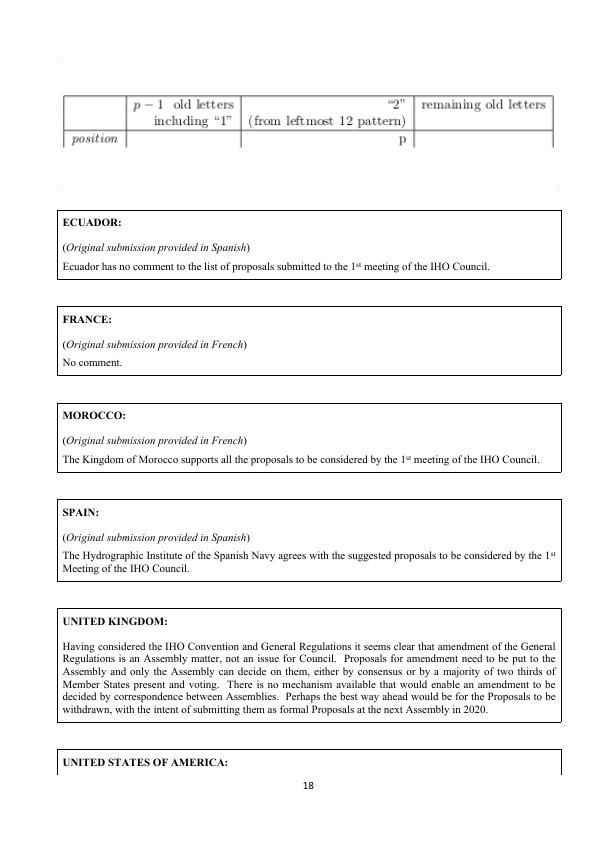 p − 1 old letters "2" remaining old letters
including "1" (from leftmost 12 pattern)
position p
ECUADOR:
(Original submission provided in Spanish)
Ecuador has no comment to the list of proposals submitted to the 1st meeting of the IHO Council.
FRANCE:
(Original submission provided in French)
No comment.
MOROCCO:
(Original submission provided in French)
The Kingdom of Morocco supports all the proposals to be considered by the 1st meeting of the IHO Council.
SPAIN:
(Original submission provided in Spanish)
The Hydrographic Institute of the Spanish Navy agrees with the suggested proposals to be considered by the 1st
Meeting of the IHO Council.
UNITED KINGDOM:
Having considered the IHO Convention and General Regulations it seems clear that amendment of the General
Regulations is an Assembly matter, not an issue for Council. Proposals for amendment need to be put to the
Assembly and only the Assembly can decide on them, either by consensus or by a majority of two thirds of
Member States present and voting. There is no mechanism available that would enable an amendment to be
decided by correspondence between Assemblies. Perhaps the best way ahead would be for the Proposals to be
withdrawn, with the intent of submitting them as formal Proposals at the next Assembly in 2020.
UNITED STATES OF AMERICA:
18